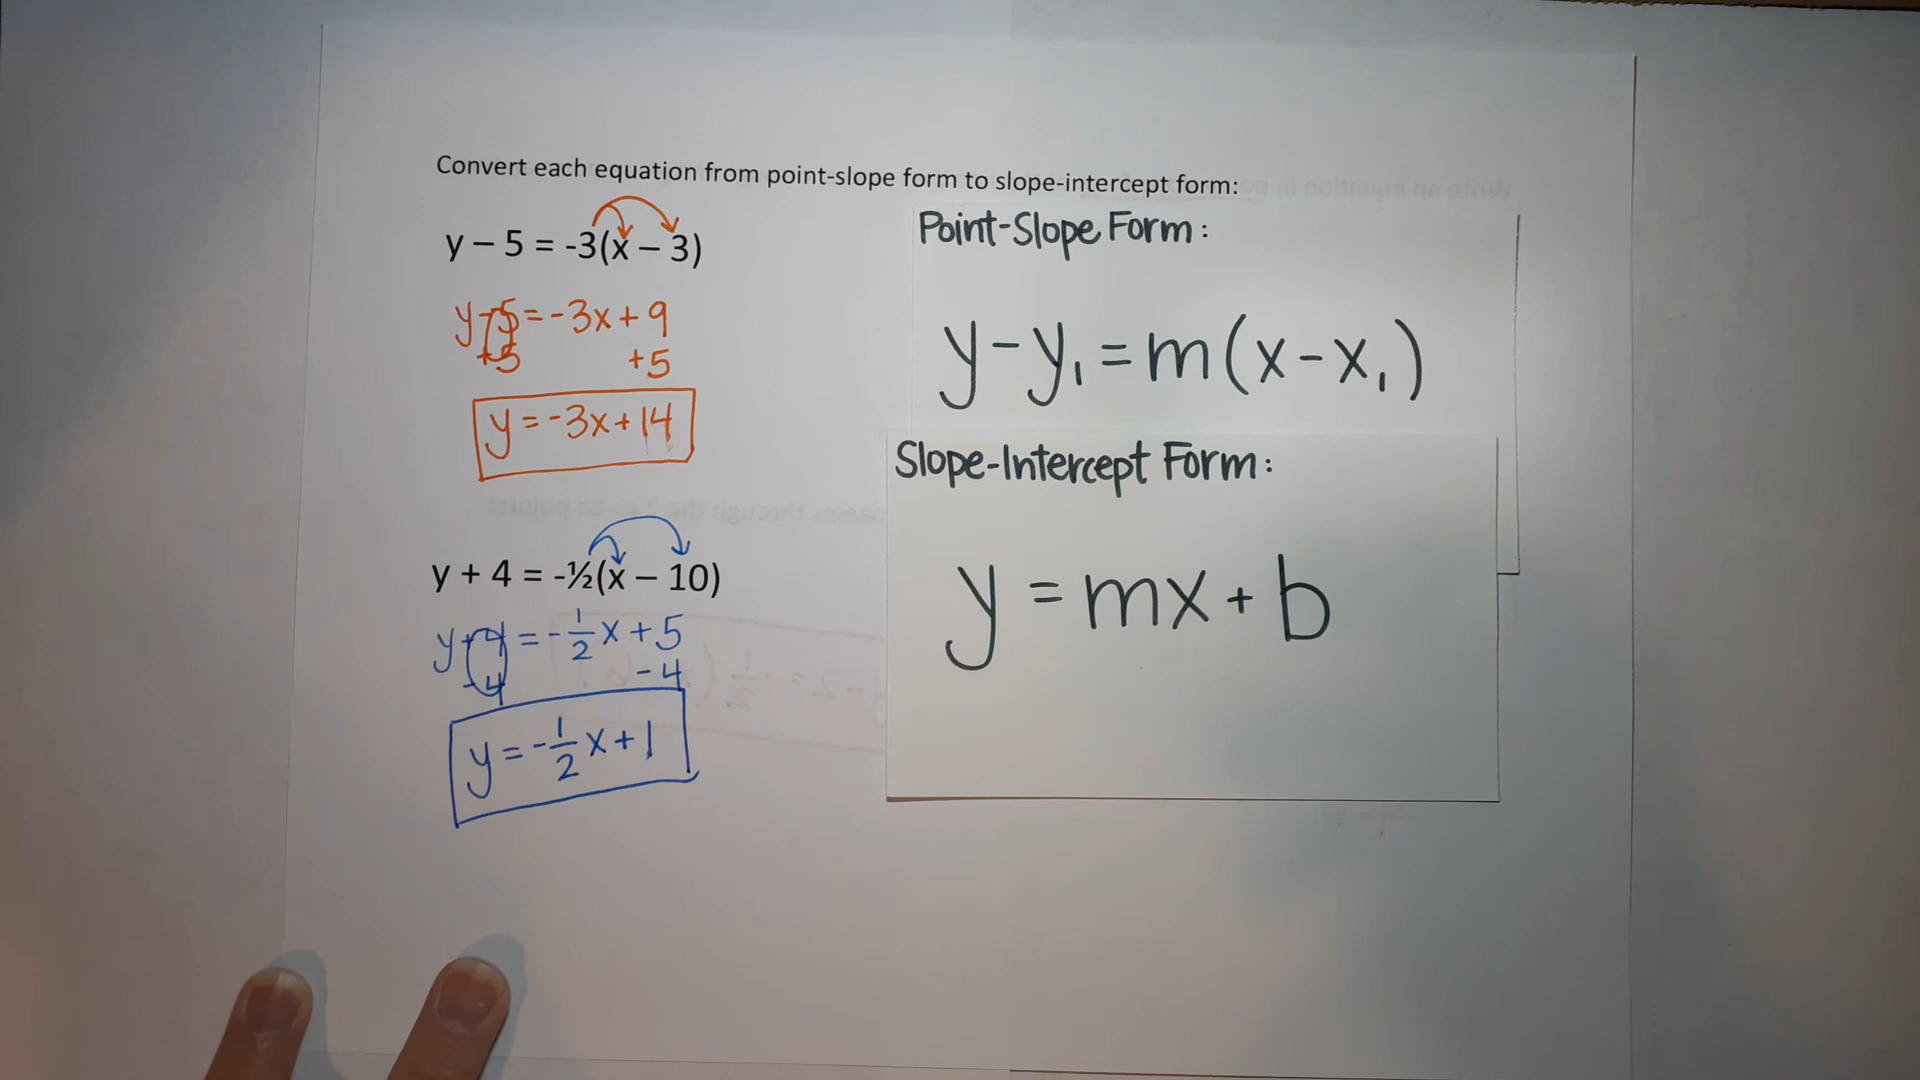 Convert each equation from point-slope form to slope-intercept form:
y – 5 = -3(x – 3)
y-5=-3x+9
+5 +5
y=-3x+14
y + 4 = -½(x – 10)
y+4=-1/2x+5
-4 -4
y=-1/2x+1
Point-Slope Form:
y-y₁=m(x-x₁)
Slope-Intercept Form:
y=mx+b